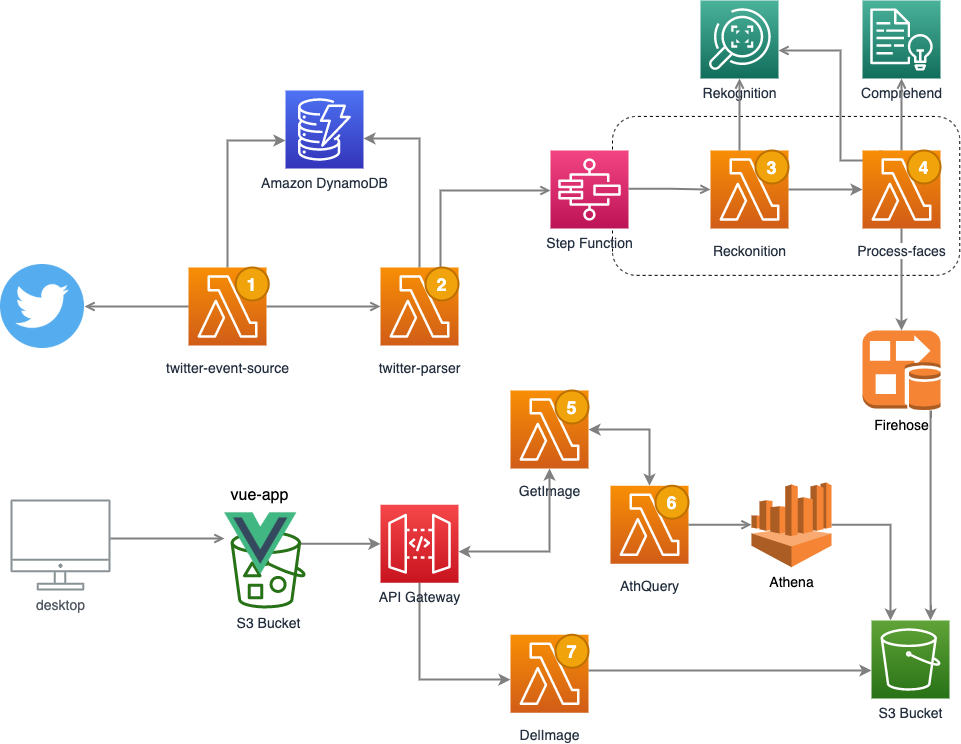 Rekognition
Comprehend
Amazon DynamoDB
3
4
Step Function
Reckonition
Process-faces
1
2
twitter-event-source
twitter-parser
Firehose
5
GetImage
vue-app
6
</>
AthQuery
Athena
desktop
S3 Bucket
API Gateway
7
DelImage
S3 Bucket